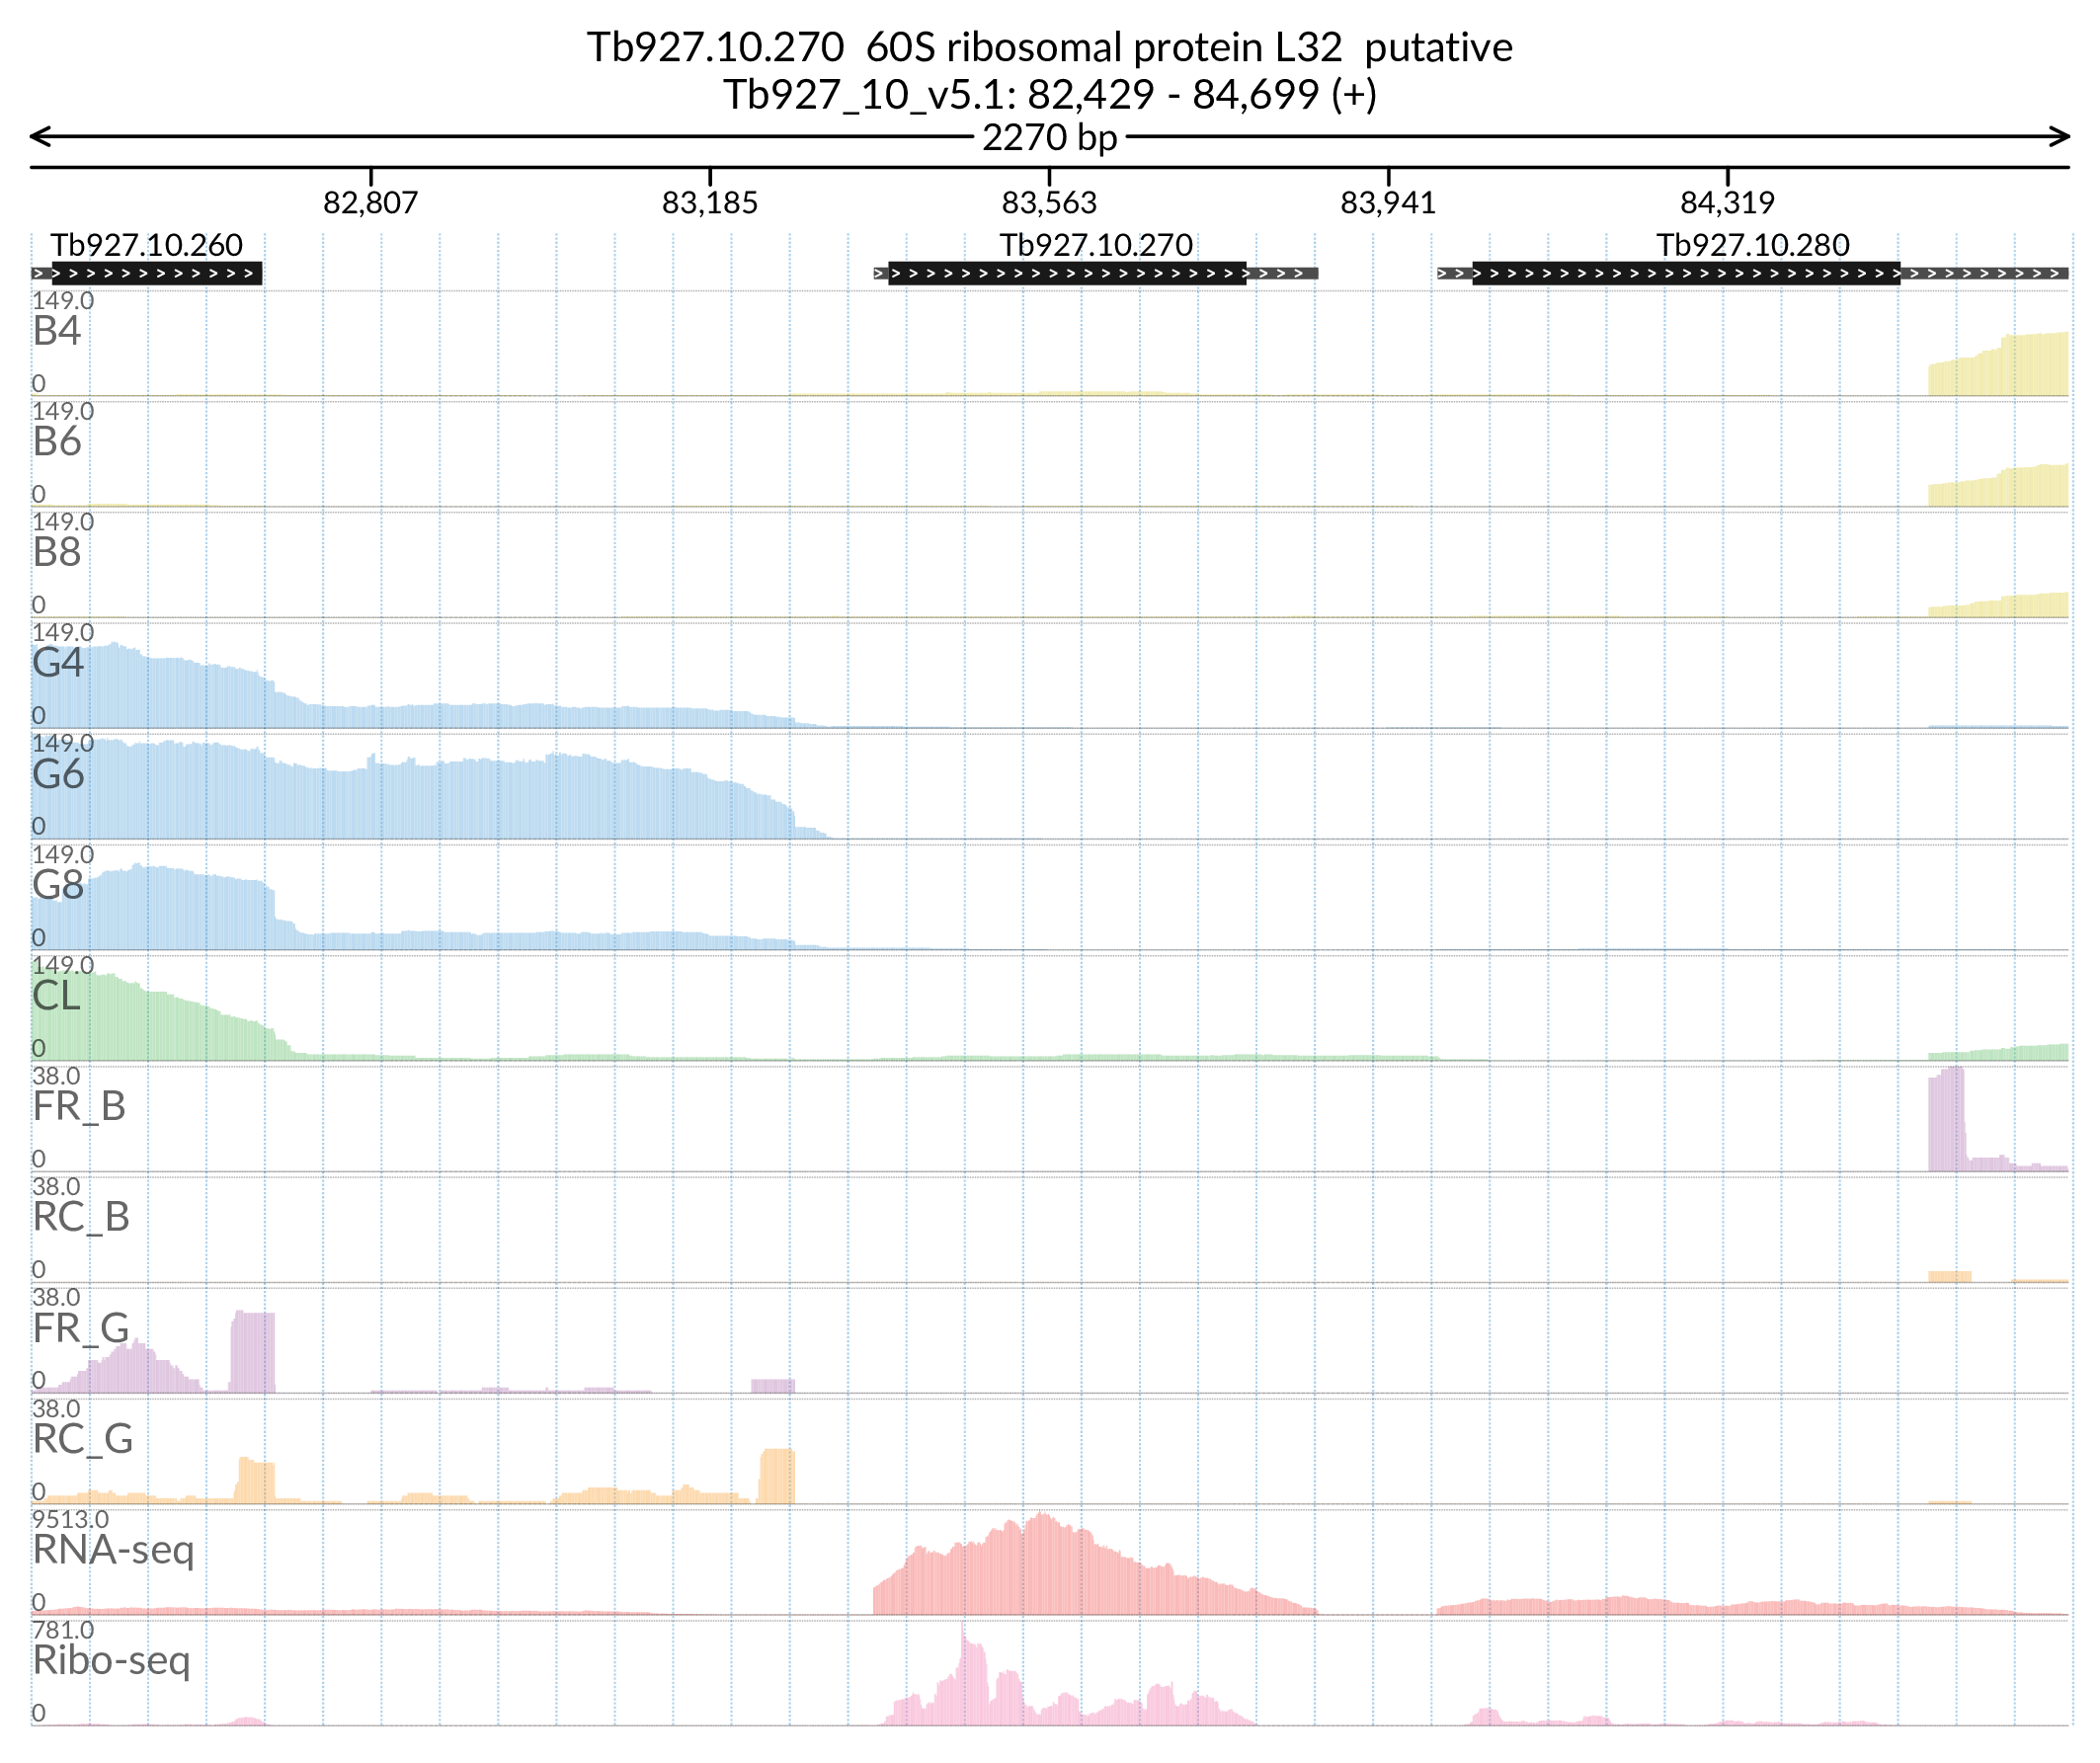 Tb927.10.270  60S ribosomal protein L32  putative
Tb927_10_v5.1: 82,429 - 84,699 (+)
2270 bp
82,807 83,185 83,563 83,941 84,319
Tb927.10.260 Tb927.10.270 Tb927.10.280
149.0
B4
0
149.0
B6
0
149.0
B8
0
149.0
G4
0
149.0
G6
0
149.0
G8
0
149.0
CL
0
38.0
FR_B
0
38.0
RC_B
0
38.0
FR_G
0
38.0
RC_G
0
9513.0
RNA-seq
0
781.0
Ribo-seq
0